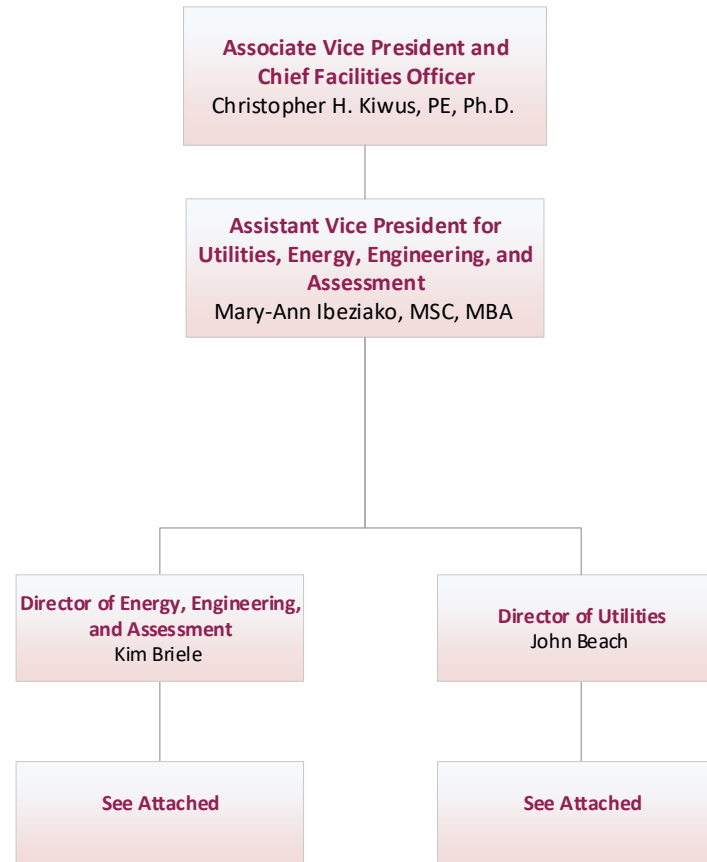 Associate Vice President and
Chief Facilities Officer
Christopher H. Kiwus, PE, Ph.D.
Assistant Vice President for
Utilities, Energy, Engineering, and
Assessment
Mary-Ann Ibeziako, MSC, MBA
Director of Energy, Engineering,
and Assessment
Kim Briele
Director of Utilities
John Beach
See Attached
See Attached